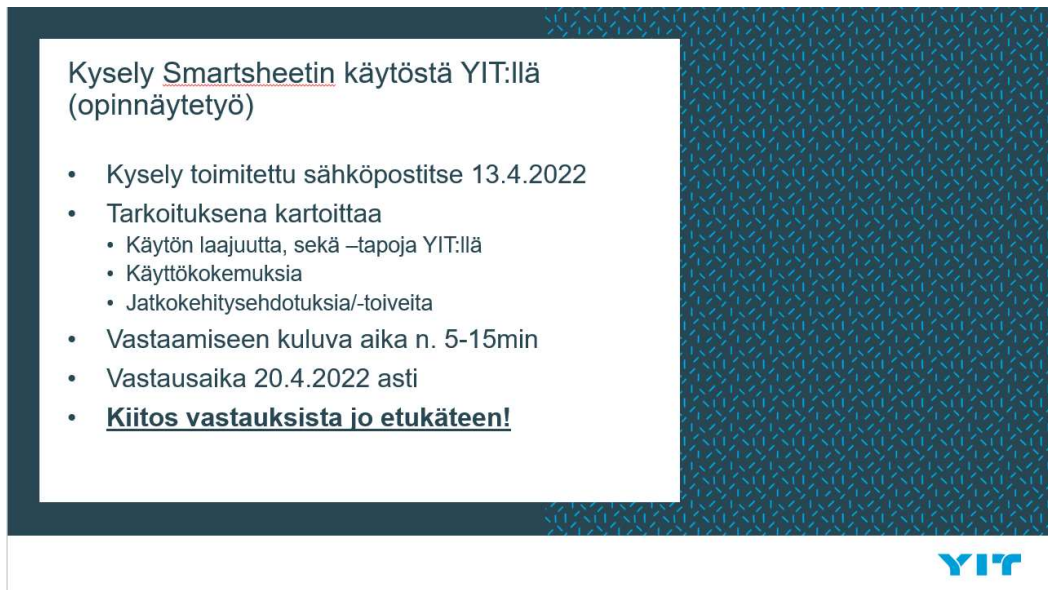 Kysely Smartsheetin käytöstä YIT:llä
(opinnäytetyö)
• Kysely toimitettu sähköpostitse 13.4.2022
• Tarkoituksena kartoittaa
• Käytön laajuutta, sekä –tapoja YIT:llä
• Käyttökokemuksia
• Jatkokehitysehdotuksia/-toiveita
• Vastaamiseen kuluva aika n. 5-15min
• Vastausaika 20.4.2022 asti
• Kiitos vastauksista jo etukäteen!
YIT